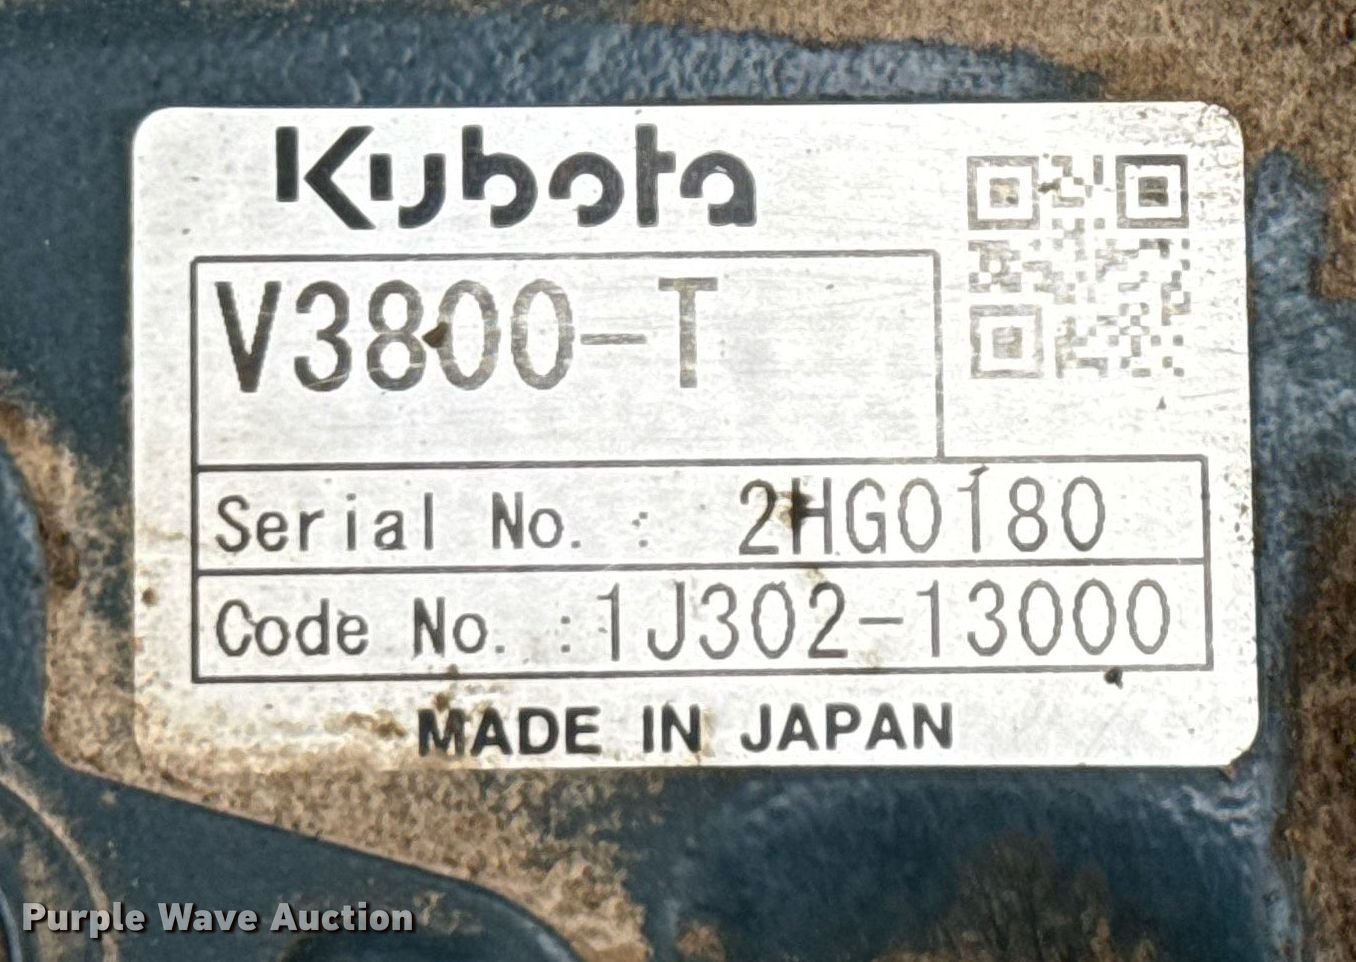 Kubota
V3800-T
Serial No. : 2HG0180
Code No. :1J302-13000
MADE IN JAPAN
Purple Wave Auction